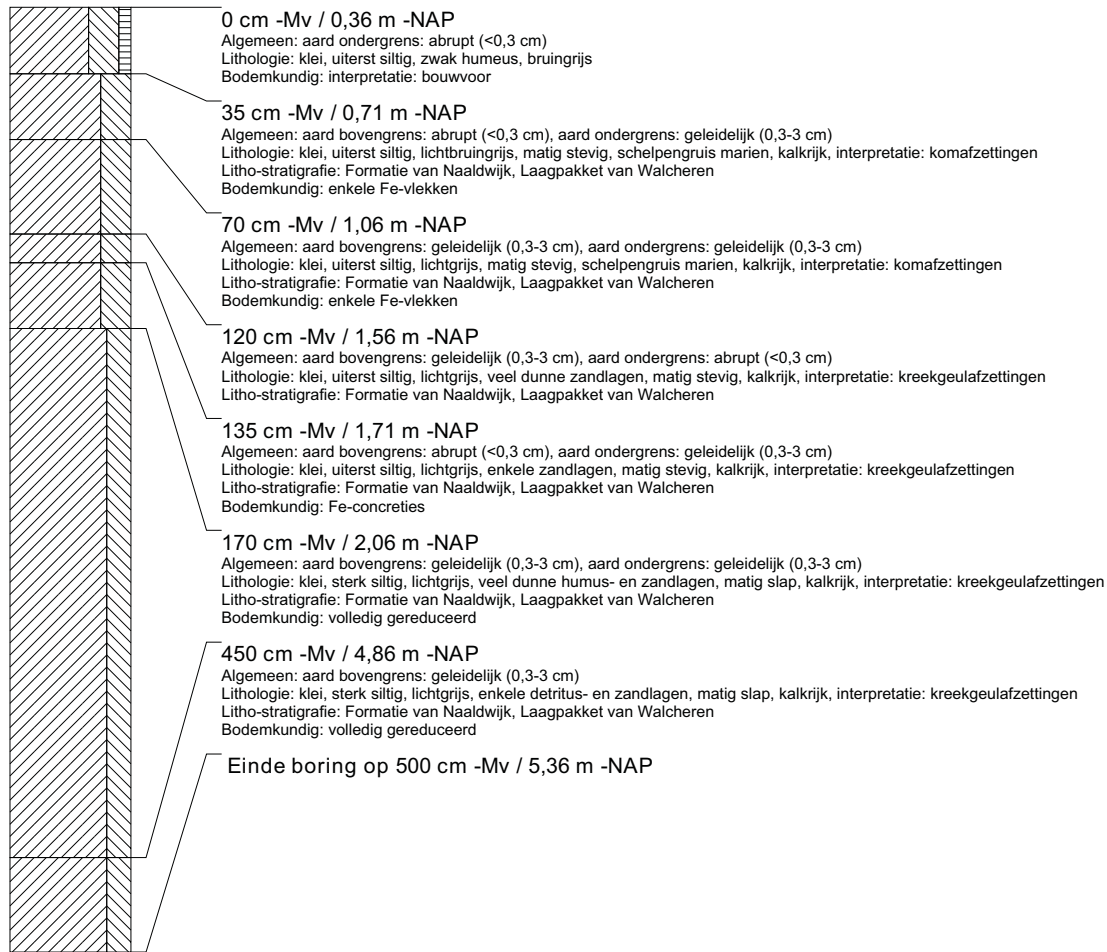 0 cm -Mv / 0,36 m -NAP
Algemeen: aard ondergrens: abrupt (<0,3 cm)
Lithologie: klei, uiterst siltig, zwak humeus, bruingrijs
Bodemkundig: interpretatie: bouwvoor
35 cm -Mv / 0,71 m -NAP
Algemeen: aard bovengrens: abrupt (<0,3 cm), aard ondergrens: geleidelijk (0,3-3 cm)
Lithologie: klei, uiterst siltig, lichtbruingrijs, matig stevig, schelpengruis marien, kalkrijk, interpretatie: komafzettingen
Litho-stratigrafie: Formatie van Naaldwijk, Laagpakket van Walcheren
Bodemkundig: enkele Fe-vlekken
70 cm -Mv / 1,06 m -NAP
Algemeen: aard bovengrens: geleidelijk (0,3-3 cm), aard ondergrens: geleidelijk (0,3-3 cm)
Lithologie: klei, uiterst siltig, lichtgrijs, matig stevig, schelpengruis marien, kalkrijk, interpretatie: komafzettingen
Litho-stratigrafie: Formatie van Naaldwijk, Laagpakket van Walcheren
Bodemkundig: enkele Fe-vlekken
120 cm -Mv / 1,56 m -NAP
Algemeen: aard bovengrens: geleidelijk (0,3-3 cm), aard ondergrens: abrupt (<0,3 cm)
Lithologie: klei, uiterst siltig, lichtgrijs, veel dunne zandlagen, matig stevig, kalkrijk, interpretatie: kreekgeulafzettingen
Litho-stratigrafie: Formatie van Naaldwijk, Laagpakket van Walcheren
135 cm -Mv / 1,71 m -NAP
Algemeen: aard bovengrens: abrupt (<0,3 cm), aard ondergrens: geleidelijk (0,3-3 cm)
Lithologie: klei, uiterst siltig, lichtgrijs, enkele zandlagen, matig stevig, kalkrijk, interpretatie: kreekgeulafzettingen
Litho-stratigrafie: Formatie van Naaldwijk, Laagpakket van Walcheren
Bodemkundig: Fe-concreties
170 cm -Mv / 2,06 m -NAP
Algemeen: aard bovengrens: geleidelijk (0,3-3 cm), aard ondergrens: geleidelijk (0,3-3 cm)
Lithologie: klei, sterk siltig, lichtgrijs, veel dunne humus- en zandlagen, matig slap, kalkrijk, interpretatie: kreekgeulafzettingen
Litho-stratigrafie: Formatie van Naaldwijk, Laagpakket van Walcheren
Bodemkundig: volledig gereduceerd
450 cm -Mv / 4,86 m -NAP
Algemeen: aard bovengrens: geleidelijk (0,3-3 cm)
Lithologie: klei, sterk siltig, lichtgrijs, enkele detritus- en zandlagen, matig slap, kalkrijk, interpretatie: kreekgeulafzettingen
Litho-stratigrafie: Formatie van Naaldwijk, Laagpakket van Walcheren
Bodemkundig: volledig gereduceerd
Einde boring op 500 cm -Mv / 5,36 m -NAP